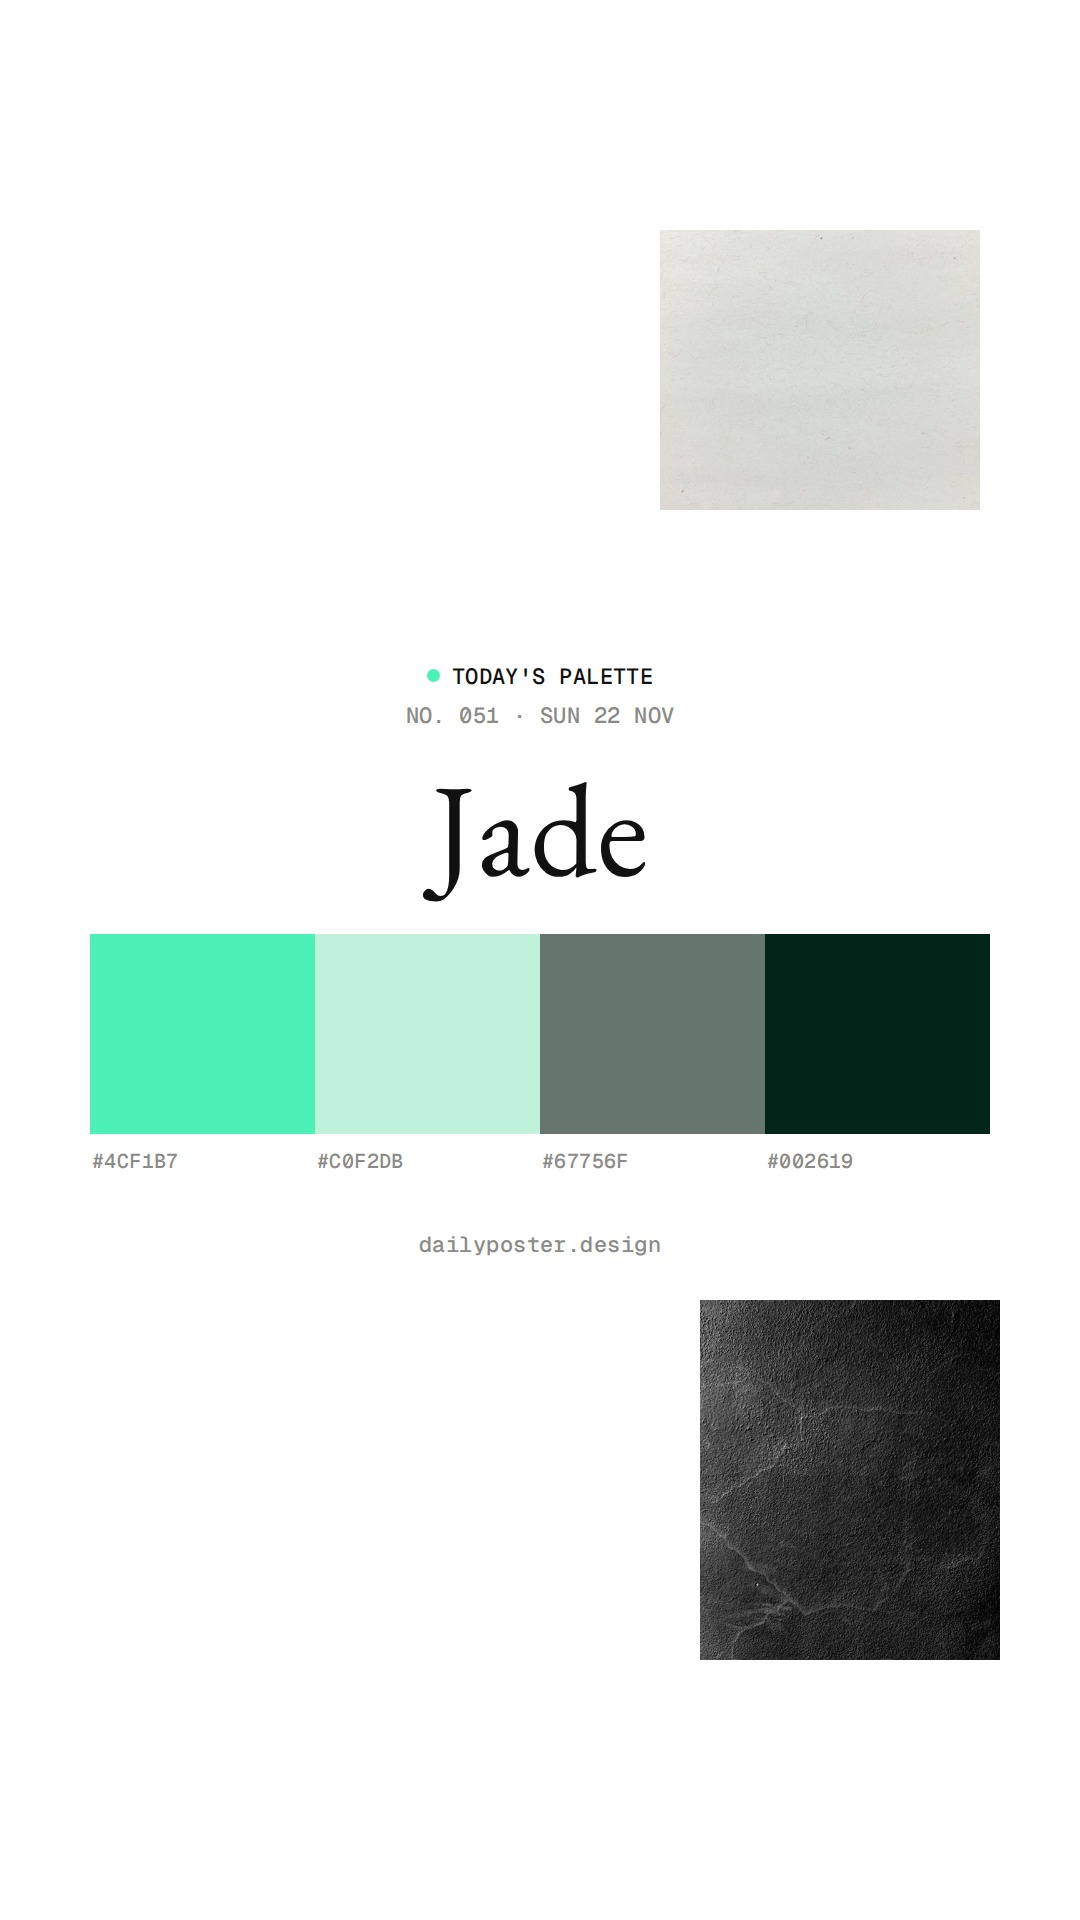 TODAY'S PALETTE
NO. 051 · SUN 22 NOV
Jade
#4CF1B7 #C0F2DB #67756F #002619
dailyposter.design